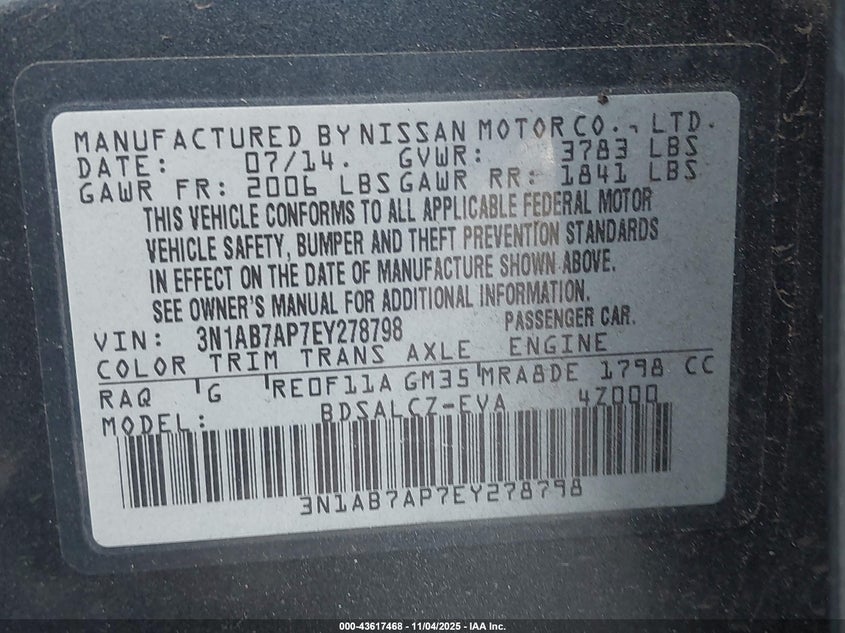 MANUFACTURED BY NISSAN MOTOR CO., LTD.
DATE: 07/14. GVWR: 3783 LBS
GAWR FR: 2006 LBS GAWR RR: 1841 LBS
THIS VEHICLE CONFORMS TO ALL APPLICABLE FEDERAL MOTOR
VEHICLE SAFETY, BUMPER AND THEFT PREVENTION STANDARDS
IN EFFECT ON THE DATE OF MANUFACTURE SHOWN ABOVE.
SEE OWNER'S MANUAL FOR ADDITIONAL INFORMATION.
VIN: 3N1AB7AP7EY278798 PASSENGER CAR.
COLOR TRIM TRANS AXLE ENGINE
RAQ G RE0F11A GM35 MRA8DE 1798 CC
MODEL: BDSALCZ-EVA 4Z000
3N1AB7AP7EY278798
000-43617468 - 11/04/2025 - IAA Inc.